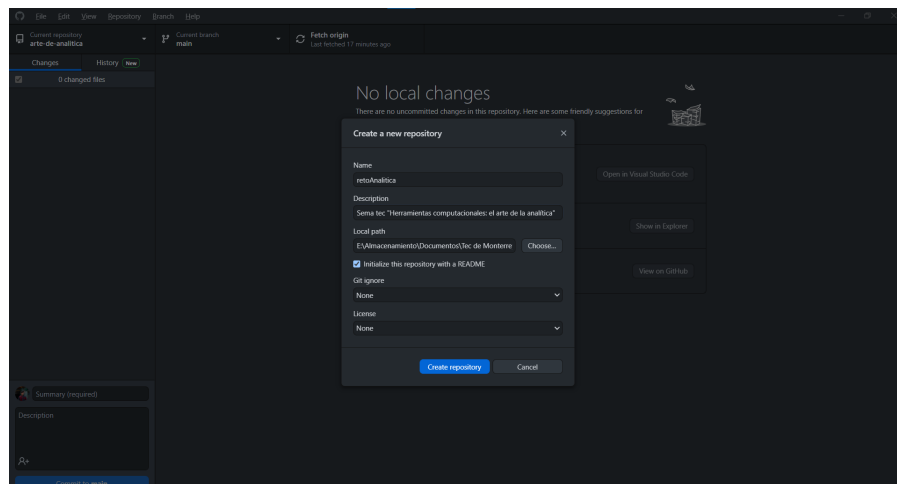 File Edit View Repository Branch Help
Current repository
arte-de-analitica
Current branch
main
Fetch origin
Last fetched 17 minutes ago
Changes
History New
0 changed files
No local changes
There are no uncommitted changes in this repository. Here are some friendly suggestions for
Create a new repository
Name
retoAnalitica
Description
Sema tec "Herramientas computacionales: el arte de la analítica"
Local path
E:\Almacenamiento\Documentos\Tec de Monterre
Choose...
Initialize this repository with a README
Git ignore
None
License
None
Create repository
Cancel
Open in Visual Studio Code
Show in Explorer
View on GitHub
Summary (required)
Description
Commit to main